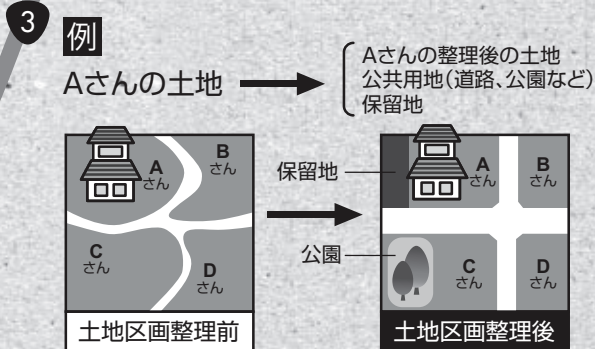 3
例
Aさんの土地
Aさんの整理後の土地
公共用地(道路、公園など)
保留地
A
さん
B
さん
C
さん
D
さん
土地区画整理前
保留地
公園
A
さん
B
さん
C
さん
D
さん
土地区画整理後